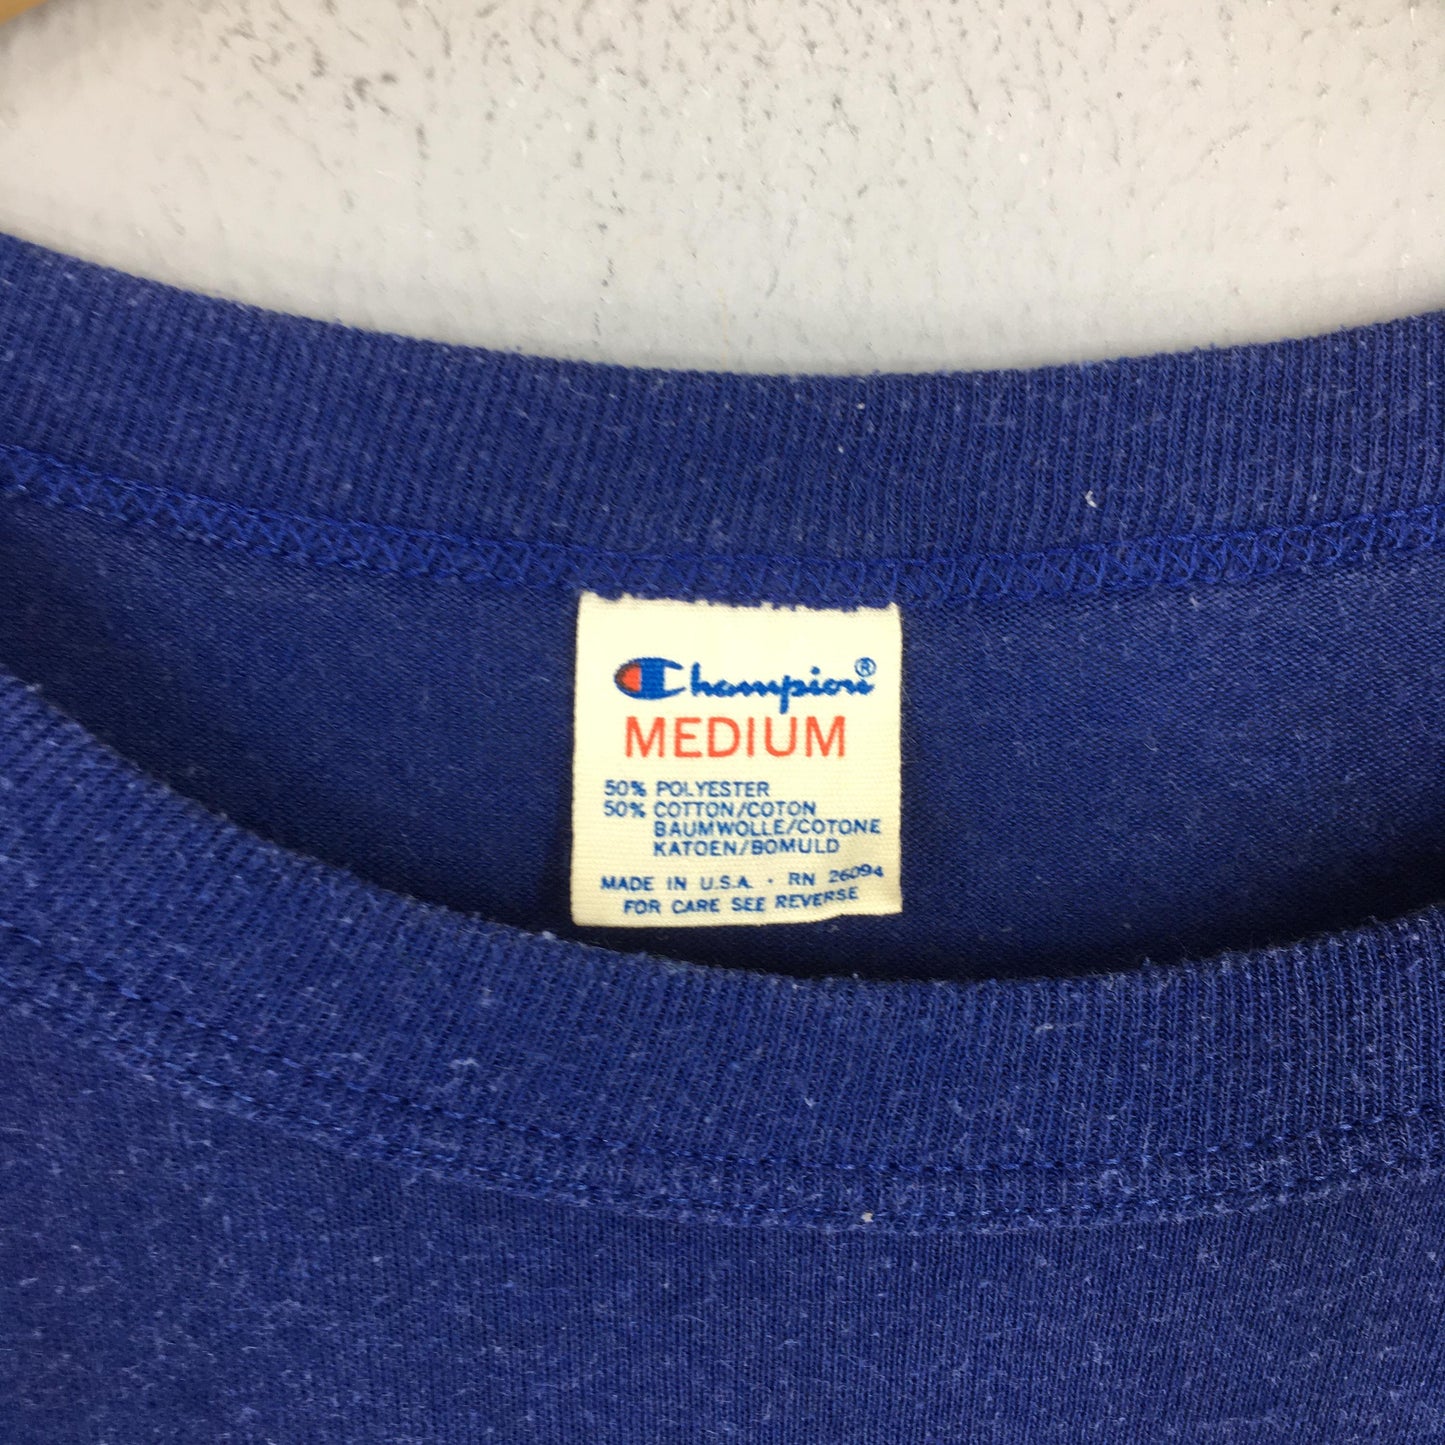 Champion®
MEDIUM
50% POLYESTER
50% COTTON/COTON
BAUMWOLLE/COTONE
KATOEN/BOMULD
MADE IN U.S.A. · RN 26094
FOR CARE SEE REVERSE